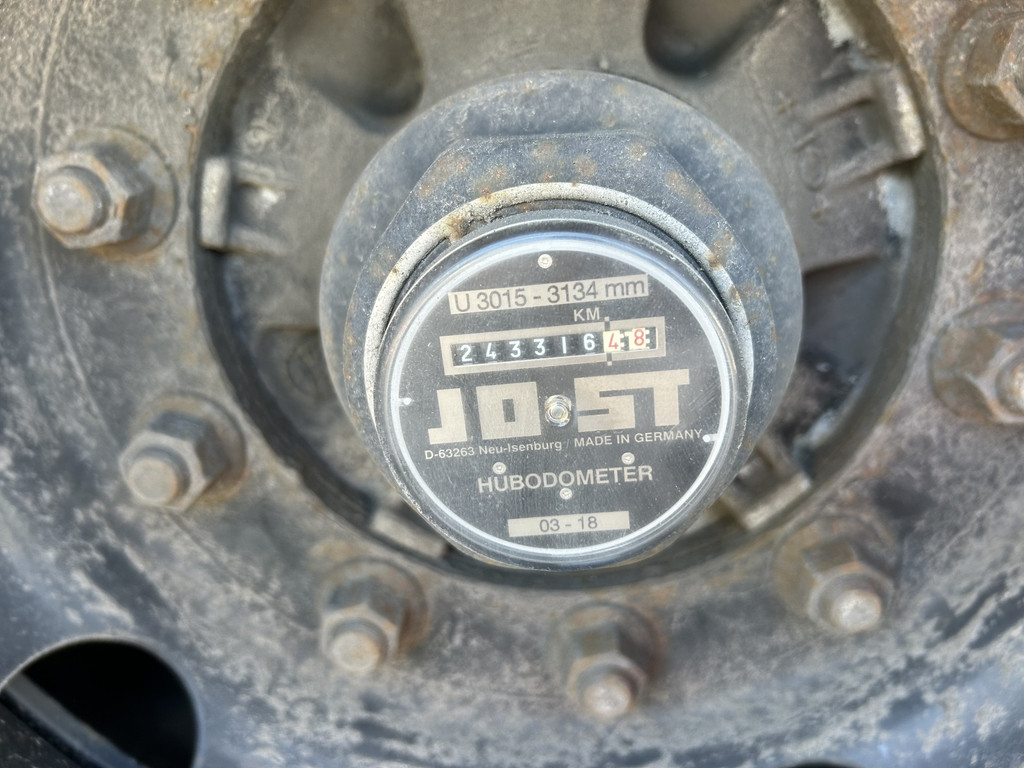 U 3015 - 3134 mm
KM
24331648
JOST
D-63263 Neu-Isenburg / MADE IN GERMANY
HUBODOMETER
03 - 18